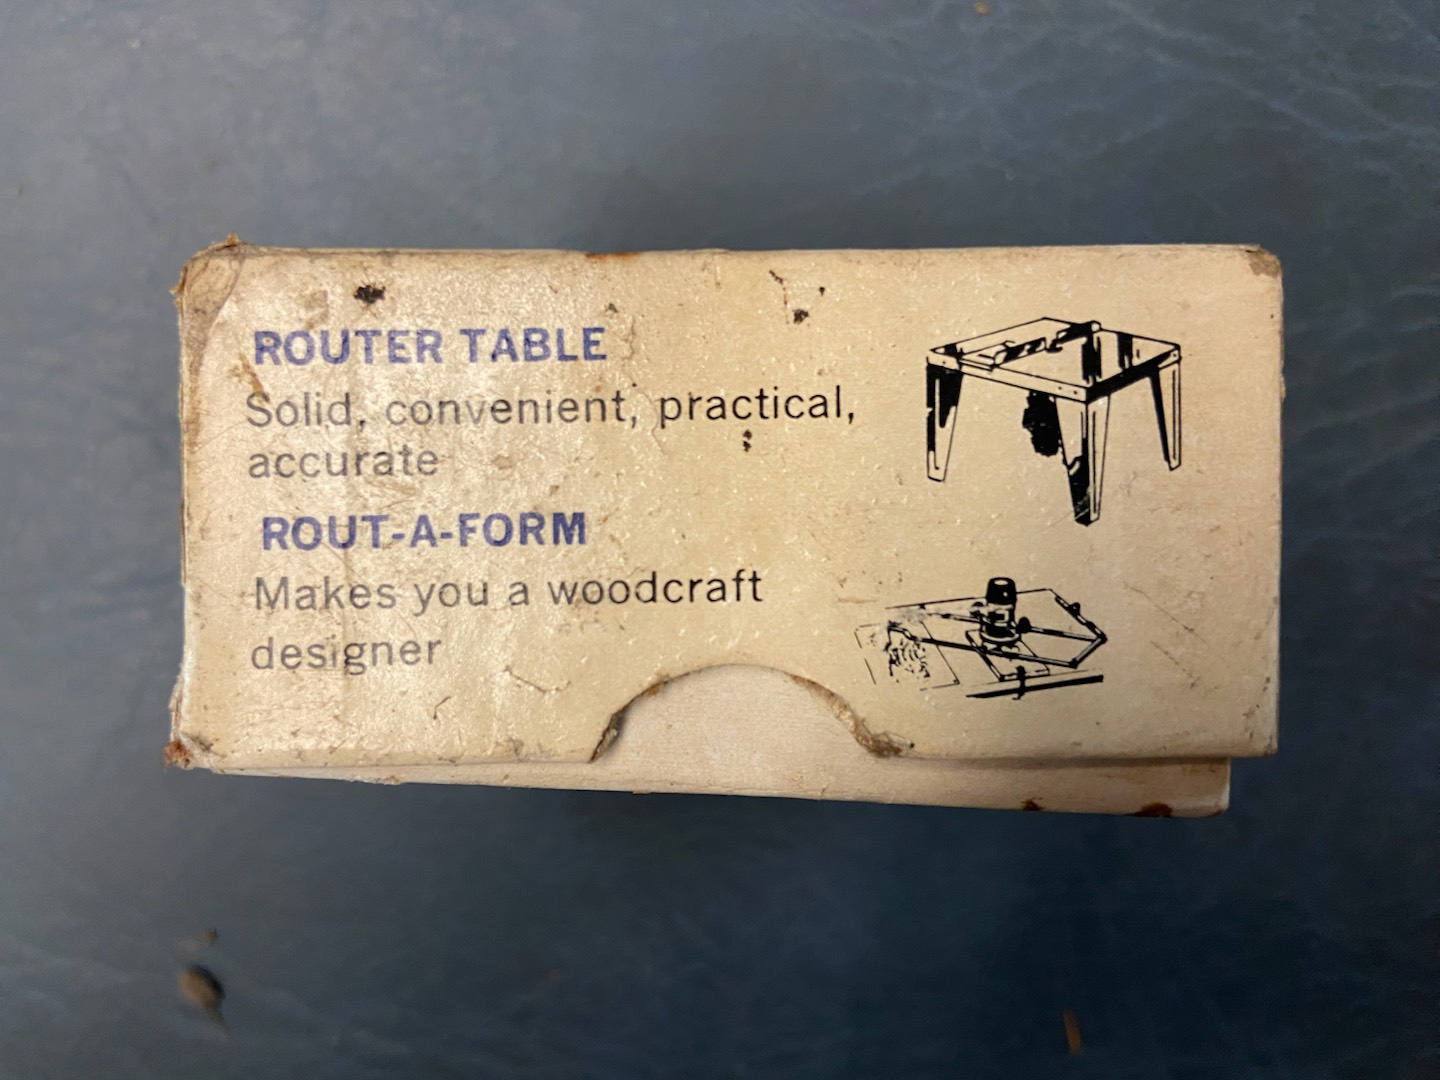 ROUTER TABLE
Solid, convenient, practical,
accurate
ROUT-A-FORM
Makes you a woodcraft
designer